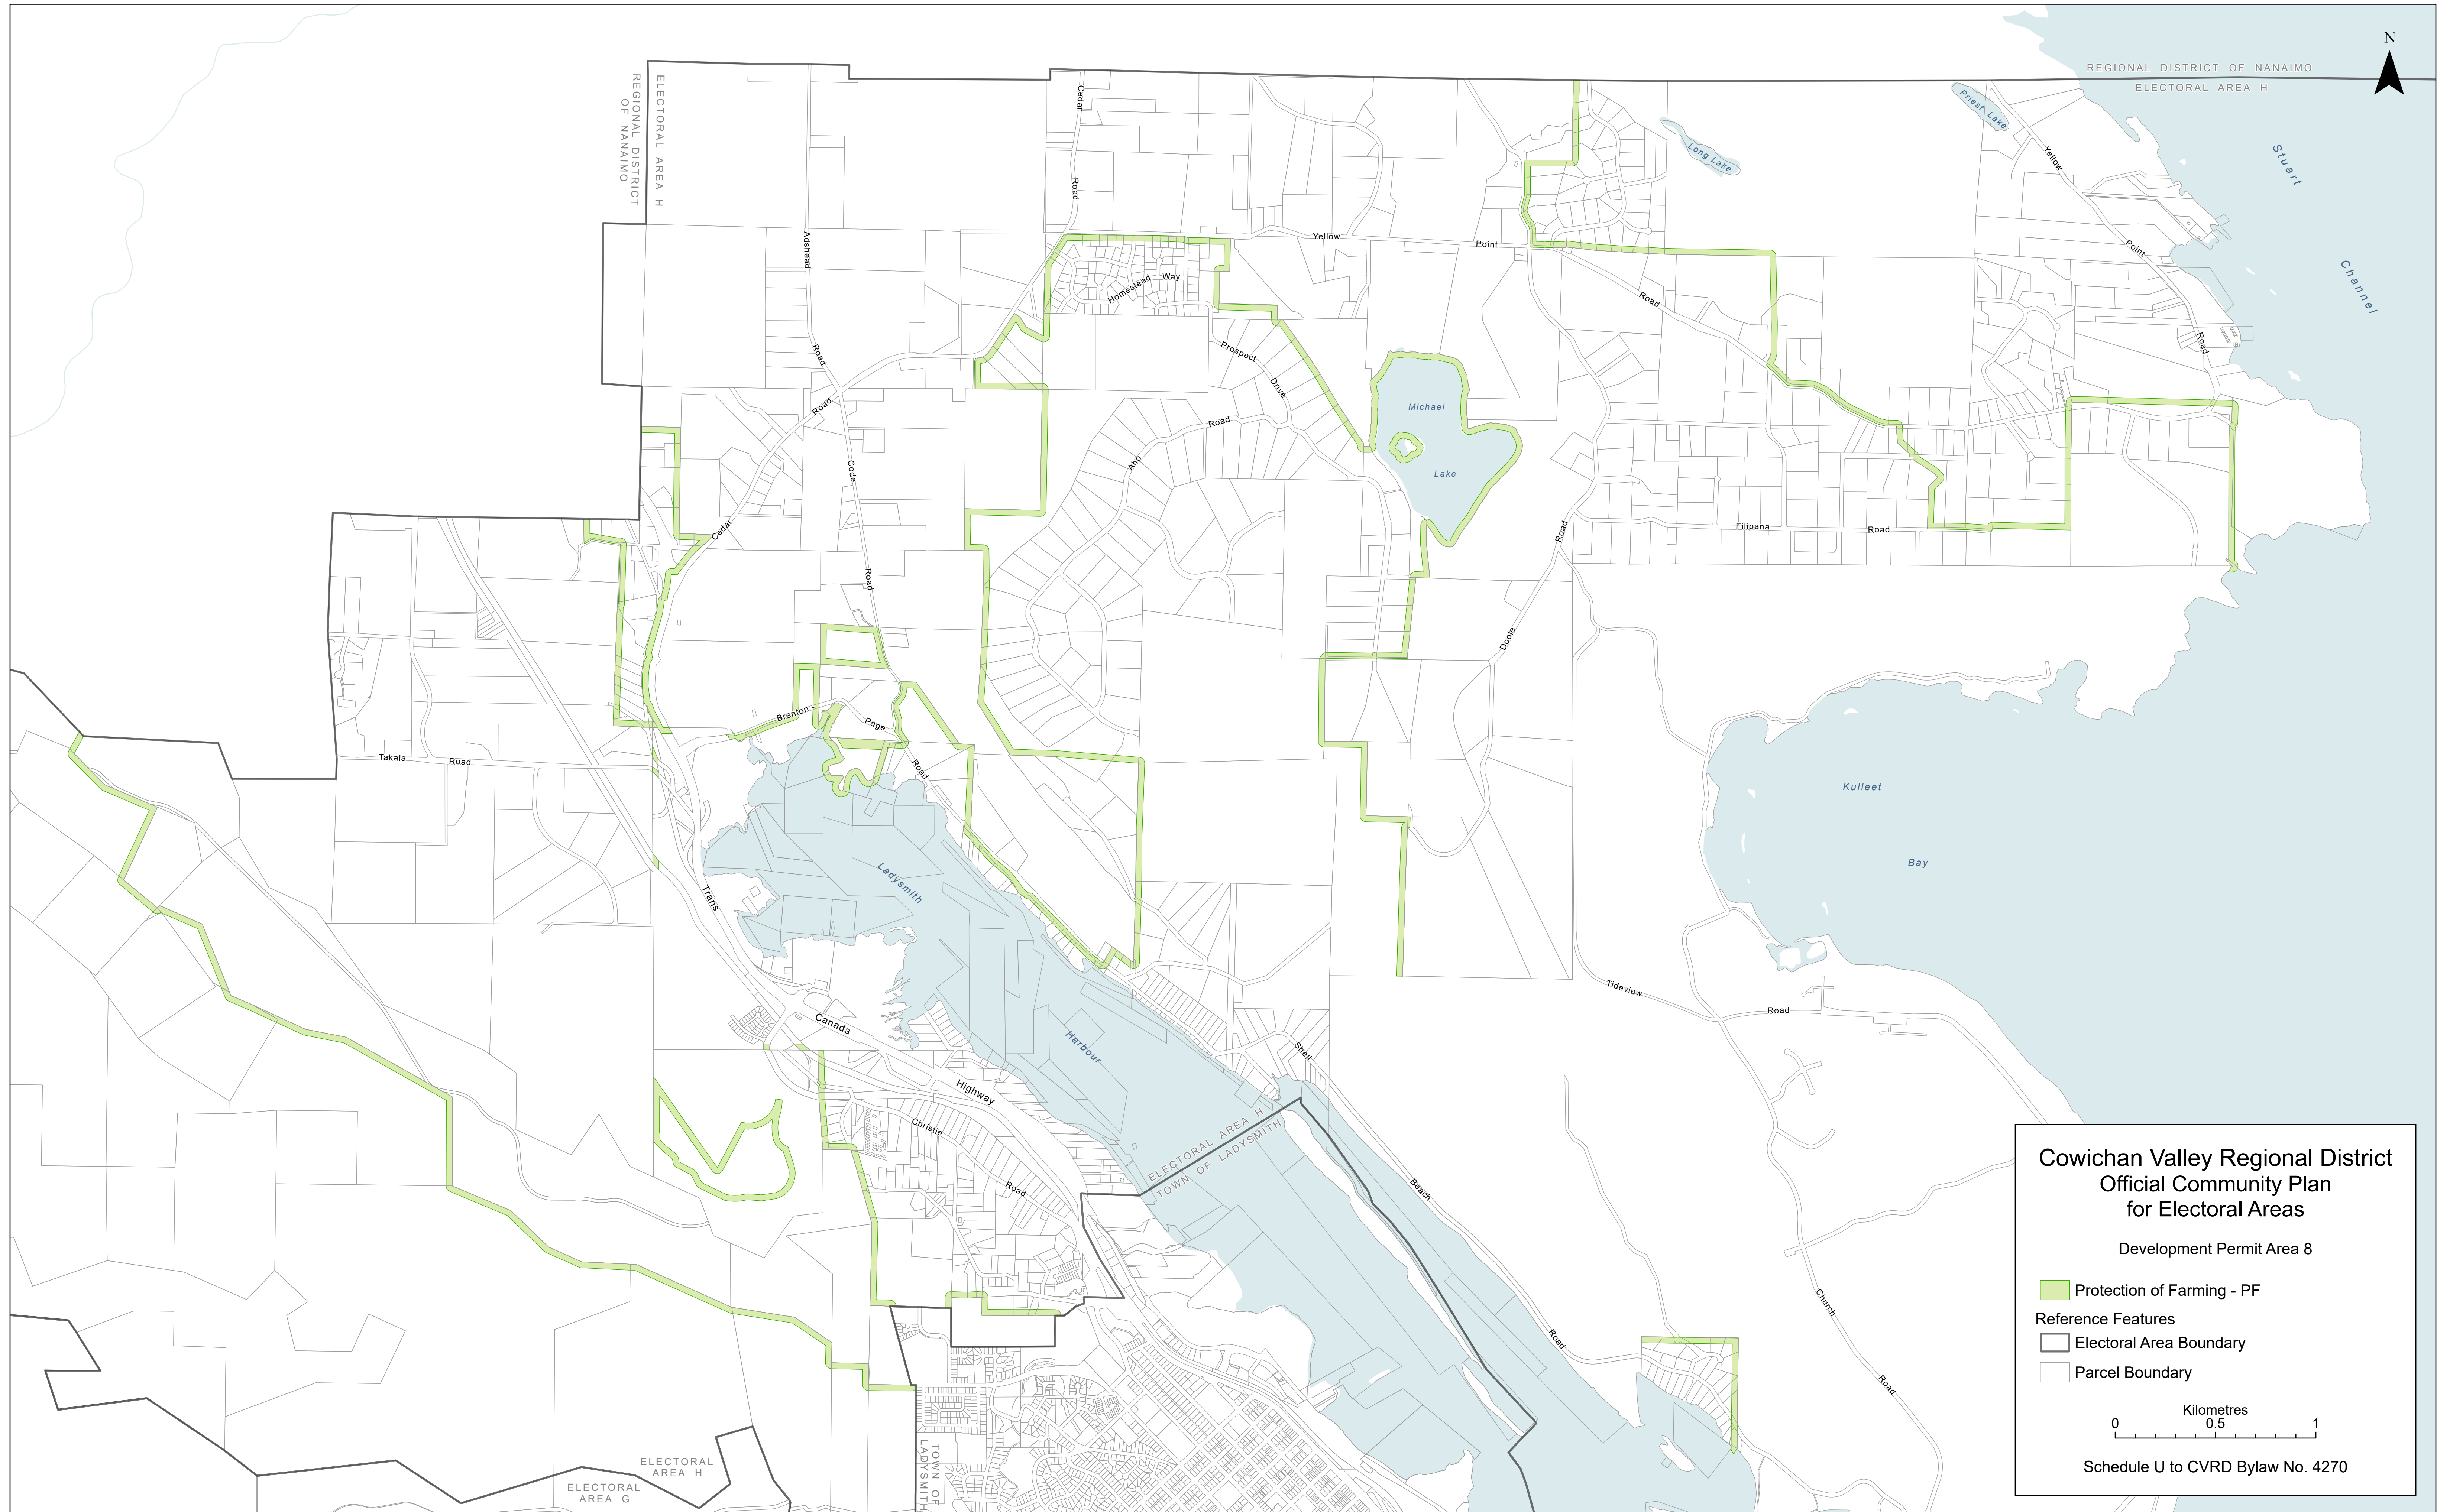 REGIONAL DISTRICT OF NANAIMO
ELECTORAL AREA H
N
ELECTORAL AREA H
REGIONAL DISTRICT
OF NANAIMO
Cedar
Road
Priest Lake
Long Lake
Yellow
Point
Road
Stuart
Channel
Adshead
Road
Yellow
Point
Road
Homestead
Way
Prospect
Drive
Michael
Lake
Aho
Road
Cedar
Road
Code
Road
Filipana
Road
Doole
Road
Brenton -
Page
Road
Takala
Road
Kulleet
Bay
Trans
Canada
Highway
Ladysmith
Harbour
Tideview
Road
Shell
Beach
Road
Christie
Road
ELECTORAL AREA H
TOWN OF LADYSMITH
Church
Road
ELECTORAL
AREA H
ELECTORAL
AREA G
TOWN OF
LADYSMITH
Cowichan Valley Regional District
Official Community Plan
for Electoral Areas
Development Permit Area 8
Protection of Farming - PF
Reference Features
Electoral Area Boundary
Parcel Boundary
Kilometres
0 0.5 1
Schedule U to CVRD Bylaw No. 4270